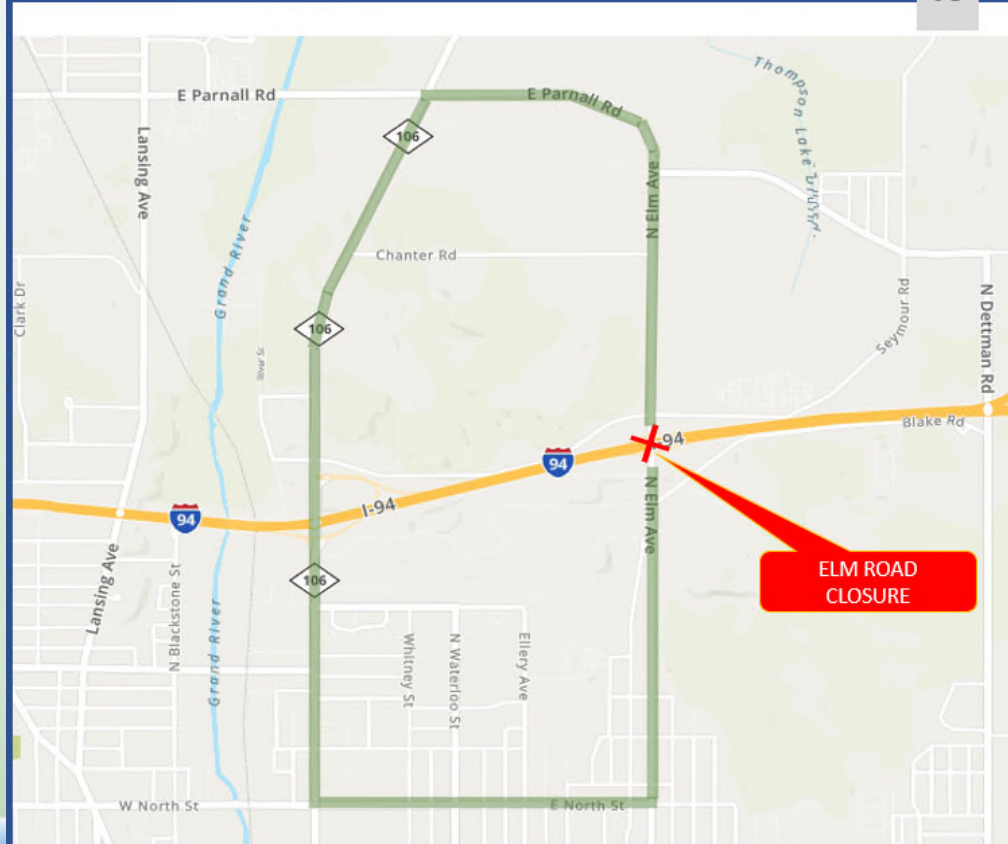 E Parnall Rd
E Parnall Rd
Thompson Lake
106
Lansing Ave
N Elm Ave
Grand River
Chanter Rd
Clark Dr
106
N Dettman Rd
Seymour Rd
Blake Rd
-94
94
I-94
94
N Elm Ave
ELM ROAD
CLOSURE
106
Lansing Ave
N Blackstone St
Grand River
Whitney St
N Waterloo St
Ellery Ave
W North St
E North St